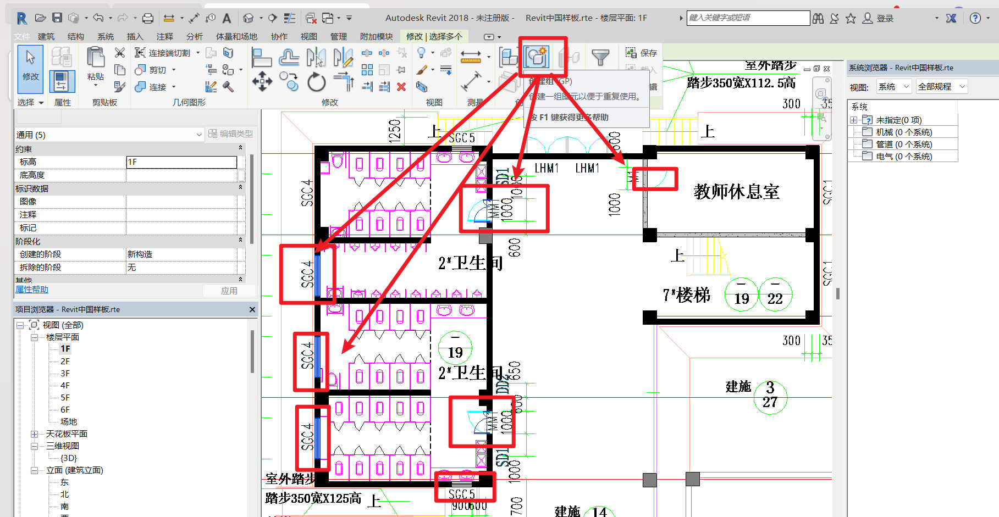 Autodesk Revit 2018 - 未注册版 -    Revit中国样板.rte - 楼层平面: 1F
键入关键字或短语
登录
文件 建筑 结构 系统 插入 注释 分析 体量和场地 协作 视图 管理 附加模块 修改 | 选择多个
修改
粘贴
连接端切割
剪切
连接
保存
载入
选择 属性 剪贴板 几何图形 修改 视图 测量
创建组 (GP)
创建一组图元以便于重复使用。
按 F1 键获得更多帮助
通用 (5)
编辑类型
约束
标高 1F
底高度
标识数据
图像
注释
标记
阶段化
创建的阶段 新构造
拆除的阶段 无
其他
属性帮助
应用
项目浏览器 - Revit中国样板.rte
视图 (全部)
楼层平面
1F
2F
3F
4F
5F
6F
场地
天花板平面
三维视图
{3D}
立面 (建筑立面)
东
北
南
系统浏览器 - Revit中国样板.rte
视图: 系统 全部规程
系统
未指定(0 项)
机械 (0 个系统)
管道 (0 个系统)
电气 (0 个系统)
室外踏步
踏步350宽X112.5高
300
35
1250
上
SGC5
600
上
LHM1 LHM1
SD1
1000
M1
SGC4
教师休息室
SGC1
MM1
1000
1000
600
2#卫生间
SGC4
上
SGC1
7#楼梯
一
19
一
22
SGC4
一
19
2#卫生间
650
DD2
300
35
建施
3
27
600
MM1
1000
SGC4
SD1
1000
室外踏步
踏步350宽X125高
上
SGC5
900
600
700
建施
14